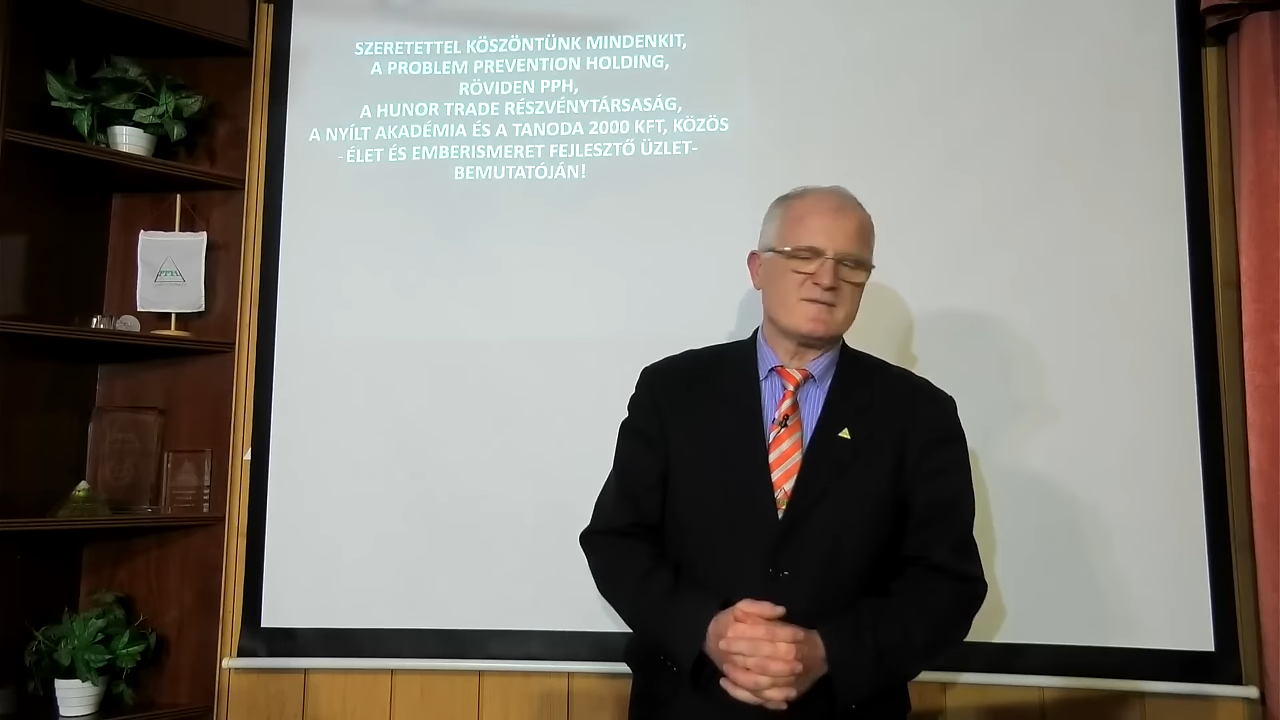 SZERETETTEL KÖSZÖNTÜNK MINDENKIT,
A PROBLEM PREVENTION HOLDING,
RÖVIDEN PPH,
A HUNOR TRADE RÉSZVÉNYTÁRSASÁG,
A NYÍLT AKADÉMIA ÉS A TANODA 2000 KFT, KÖZÖS
- ÉLET ÉS EMBERISMERET FEJLESZTŐ ÜZLET-
BEMUTATÓJÁN!